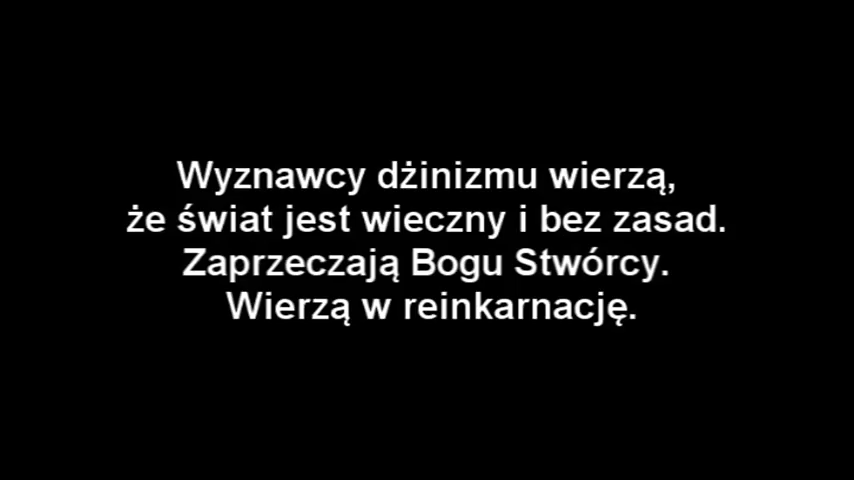 Wyznawcy dżinizmu wierzą,
że świat jest wieczny i bez zasad.
Zaprzeczają Bogu Stwórcy.
Wierzą w reinkarnację.